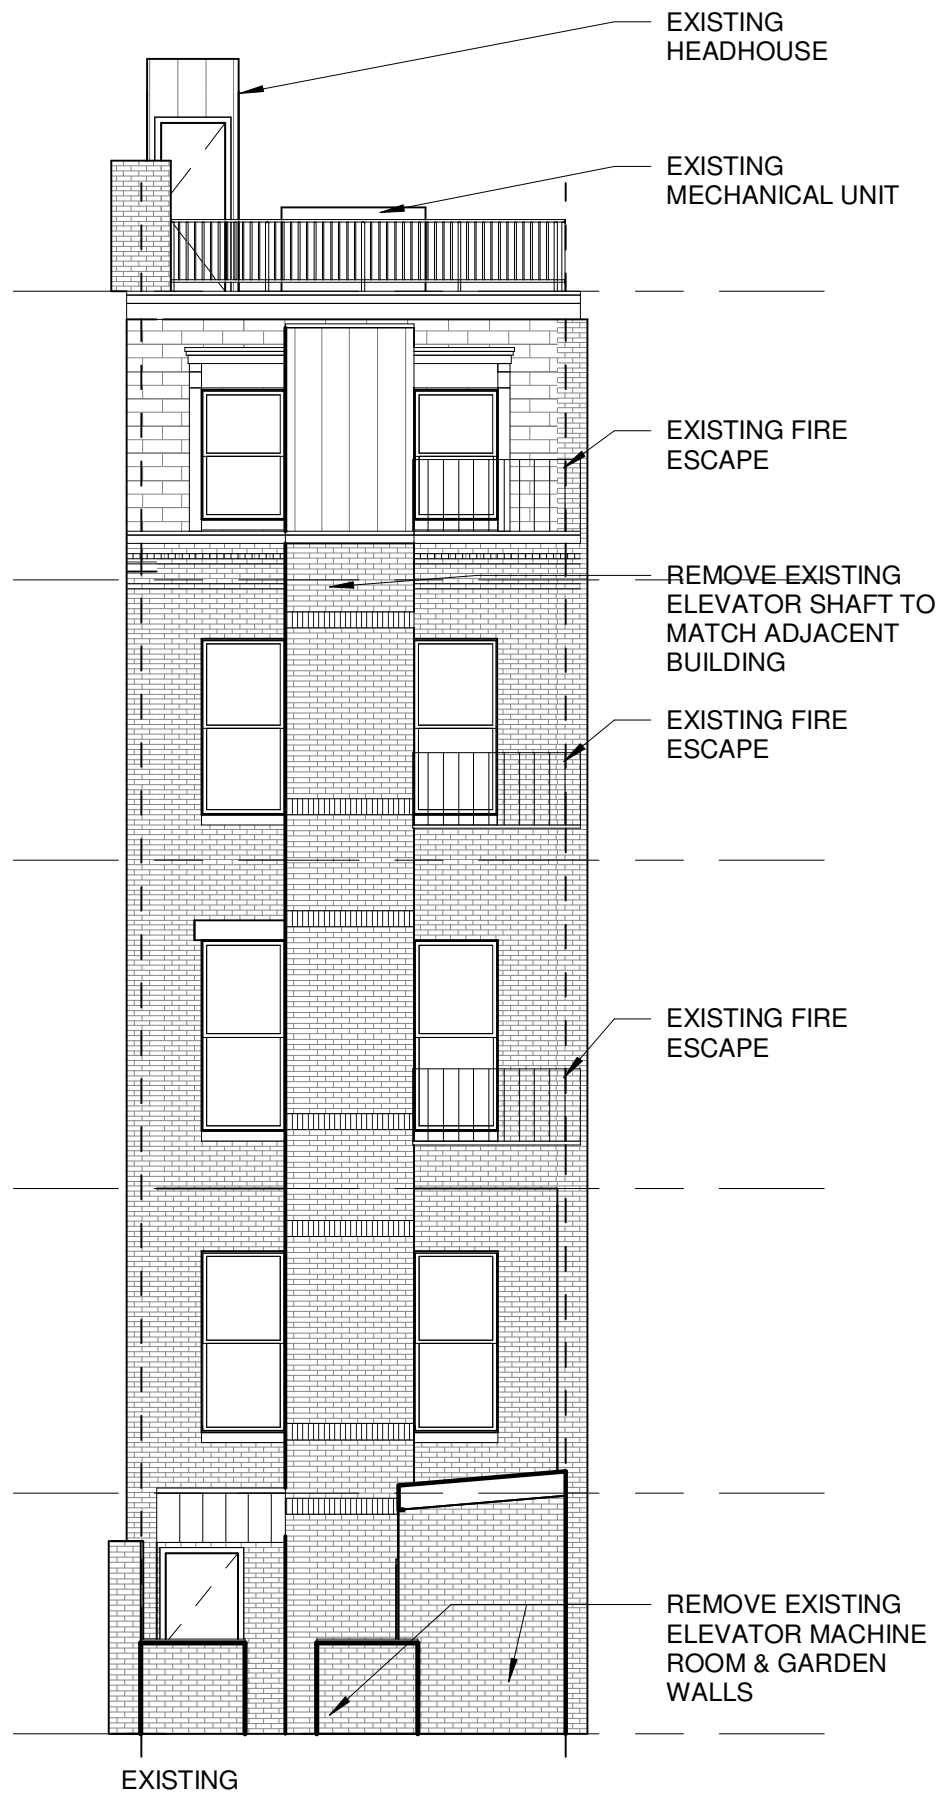 EXISTING
HEADHOUSE
EXISTING
MECHANICAL UNIT
EXISTING FIRE
ESCAPE
REMOVE EXISTING
ELEVATOR SHAFT TO
MATCH ADJACENT
BUILDING
EXISTING FIRE
ESCAPE
EXISTING FIRE
ESCAPE
REMOVE EXISTING
ELEVATOR MACHINE
ROOM & GARDEN
WALLS
EXISTING